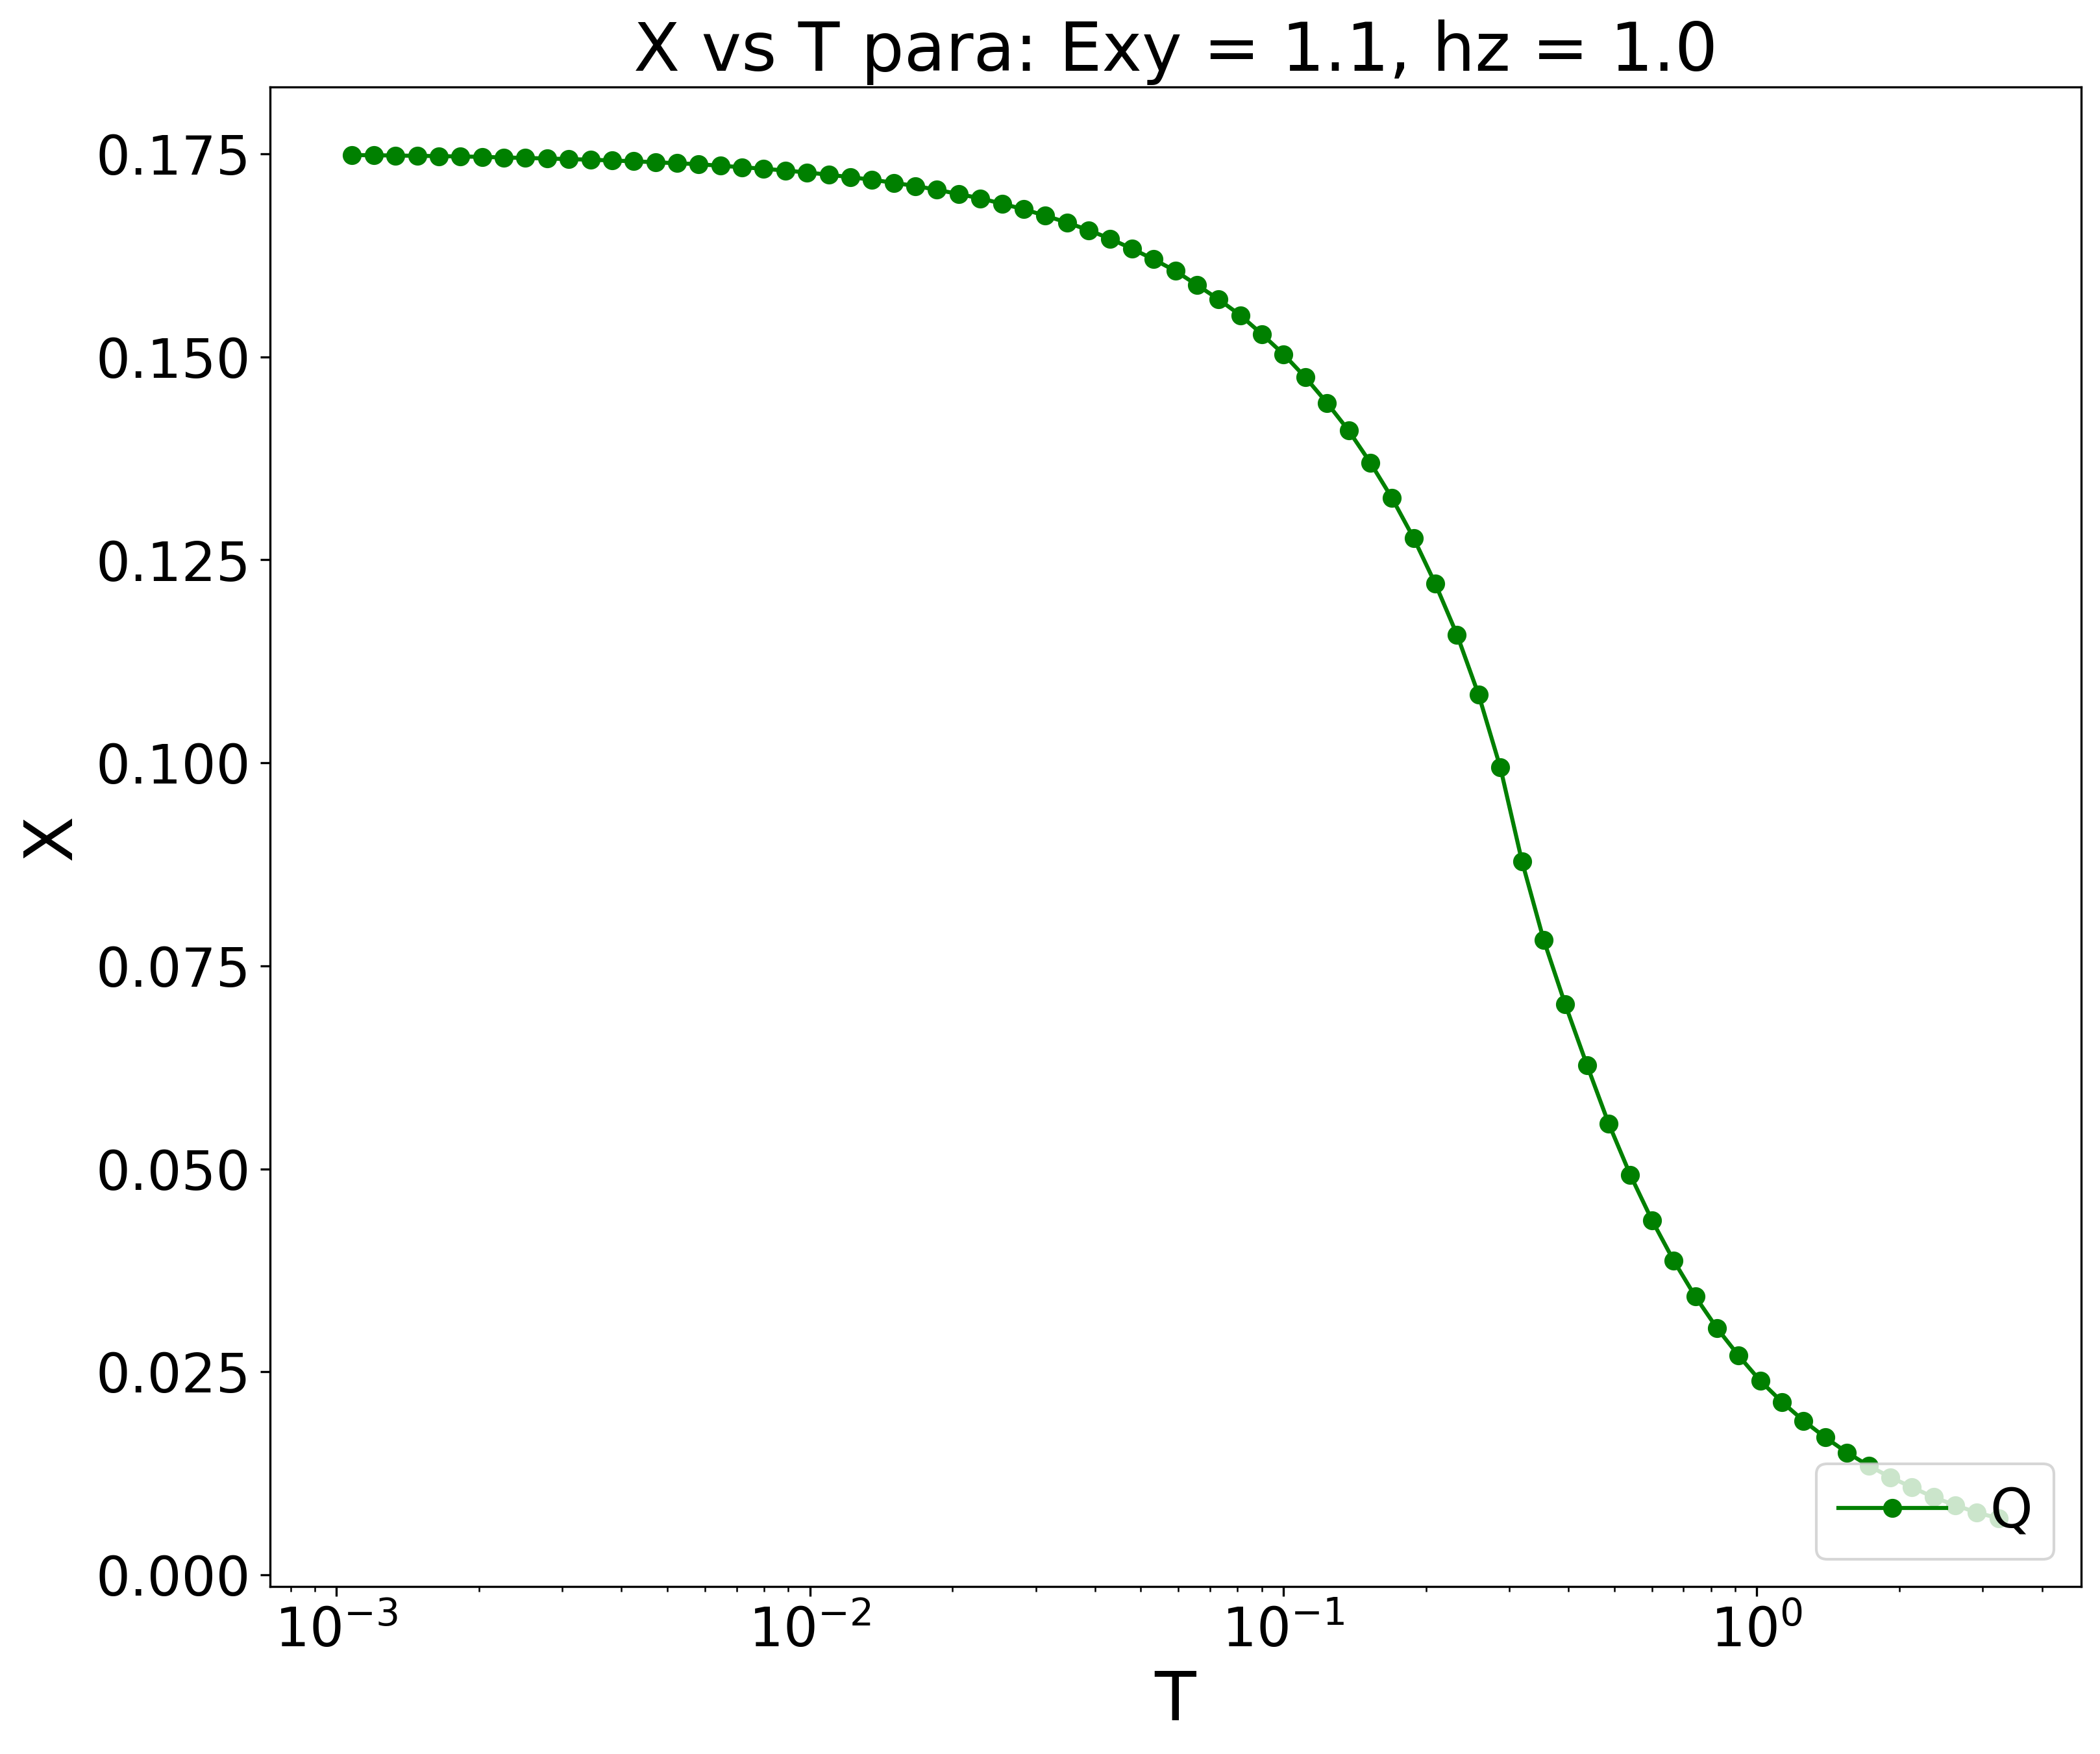 X vs T para: Exy = 1.1, hz = 1.0
X
0.175
0.150
0.125
0.100
0.075
0.050
0.025
0.000
Q
10⁻³ 10⁻² 10⁻¹ 10⁰
T